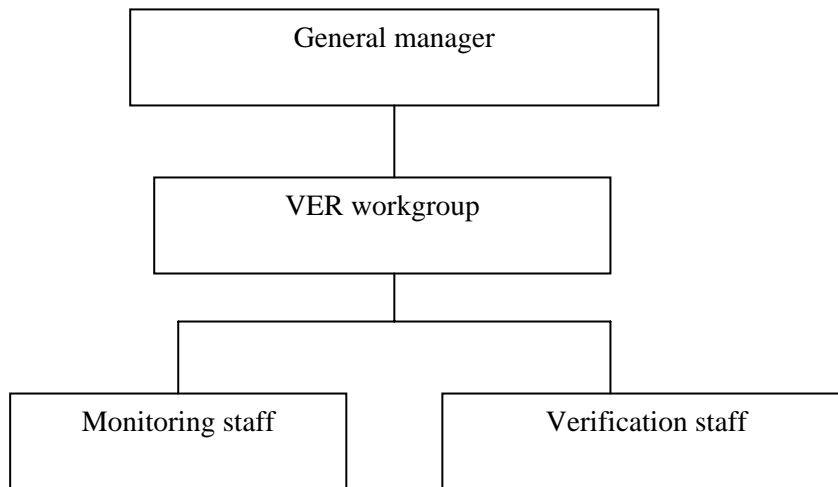 General manager
VER workgroup
Monitoring staff
Verification staff